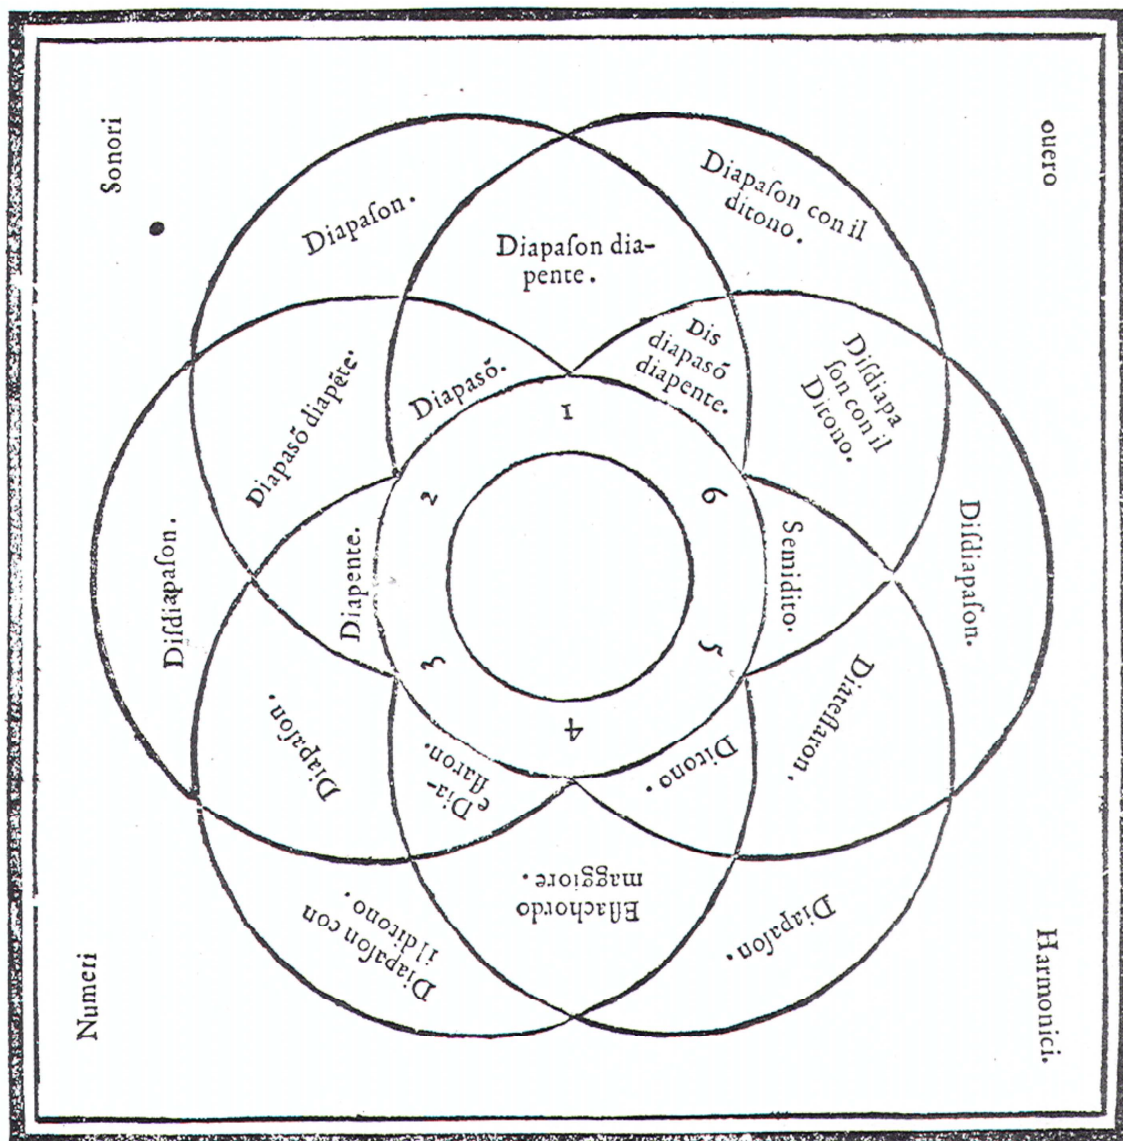 Numeri
Sonori
ouero
Harmonici.
Diapaſon.
Diapaſon con il
ditono.
Diapaſon dia-
pente.
Diſdiapa
ſon con il
Ditono.
Diſdiapaſon.
Diateſſaron.
Diapaſon.
Eſſachordo
maggiore.
Diapaſon con
il ditono.
Diapaſon.
Diſdiapaſon.
Diapasō diapēte.
Diapasō.
Dis
diapasō
diapente.
Semidito.
Ditono.
Dia-
eſſaron.
Diapente.
1
6
5
4
3
2